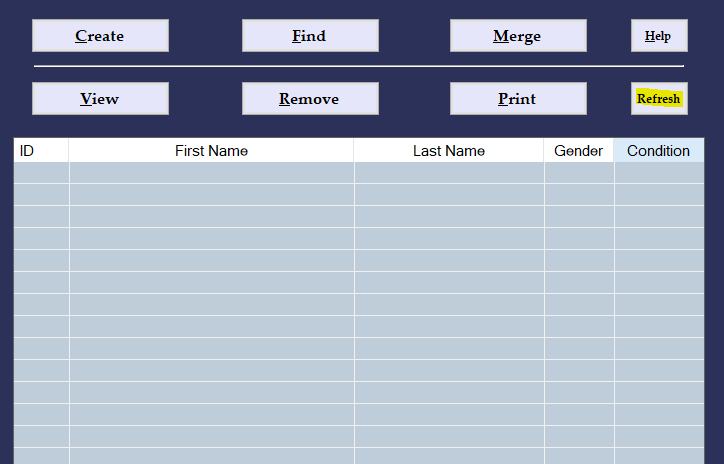 Create Find Merge Help
View Remove Print Refresh
ID First Name Last Name Gender Condition